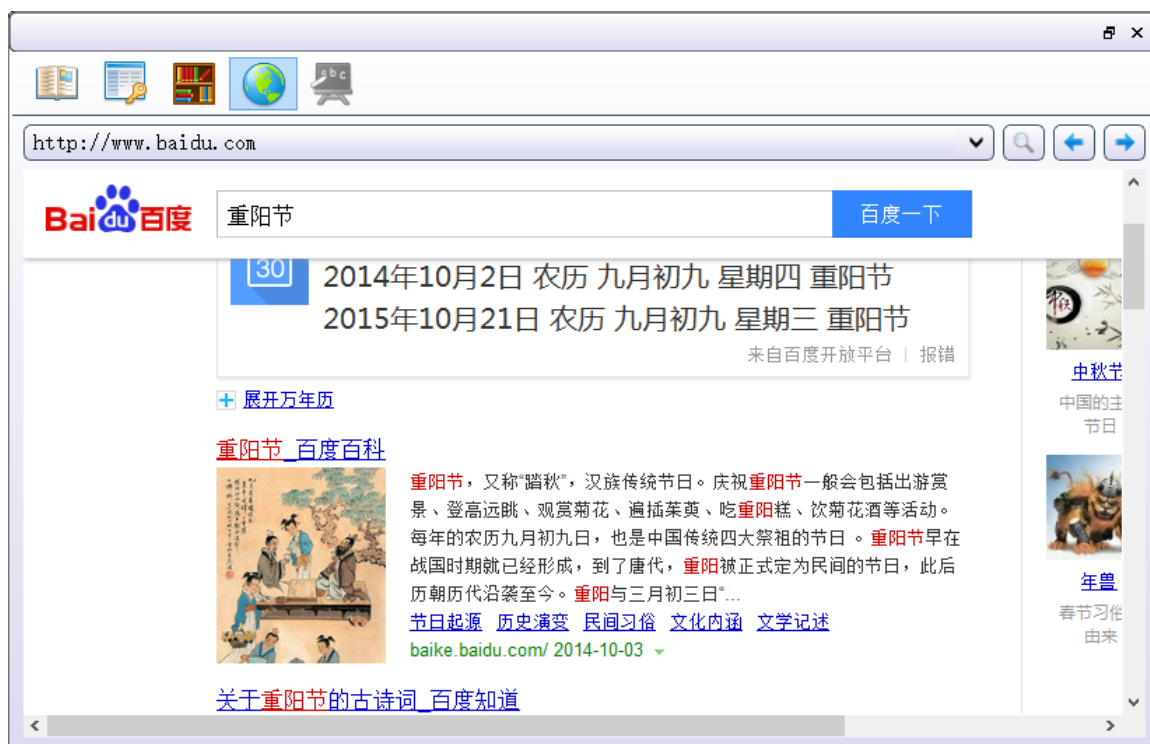 abc
http://www.baidu.com
Baidu百度
重阳节
百度一下
30
2014年10月2日 农历 九月初九 星期四 重阳节
2015年10月21日 农历 九月初九 星期三 重阳节
来自百度开放平台 | 报错
展开万年历
重阳节_百度百科
重阳节，又称“踏秋”，汉族传统节日。庆祝重阳节一般会包括出游赏
景、登高远眺、观赏菊花、遍插茱萸、吃重阳糕、饮菊花酒等活动。
每年的农历九月初九日，也是中国传统四大祭祖的节日 。重阳节早在
战国时期就已经形成，到了唐代，重阳被正式定为民间的节日，此后
历朝历代沿袭至今。重阳与三月初三日“...
节日起源 历史演变 民间习俗 文化内涵 文学记述
baike.baidu.com/ 2014-10-03
关于重阳节的古诗词_百度知道
中秋节
中国的主
节日
年兽
春节习俗
由来